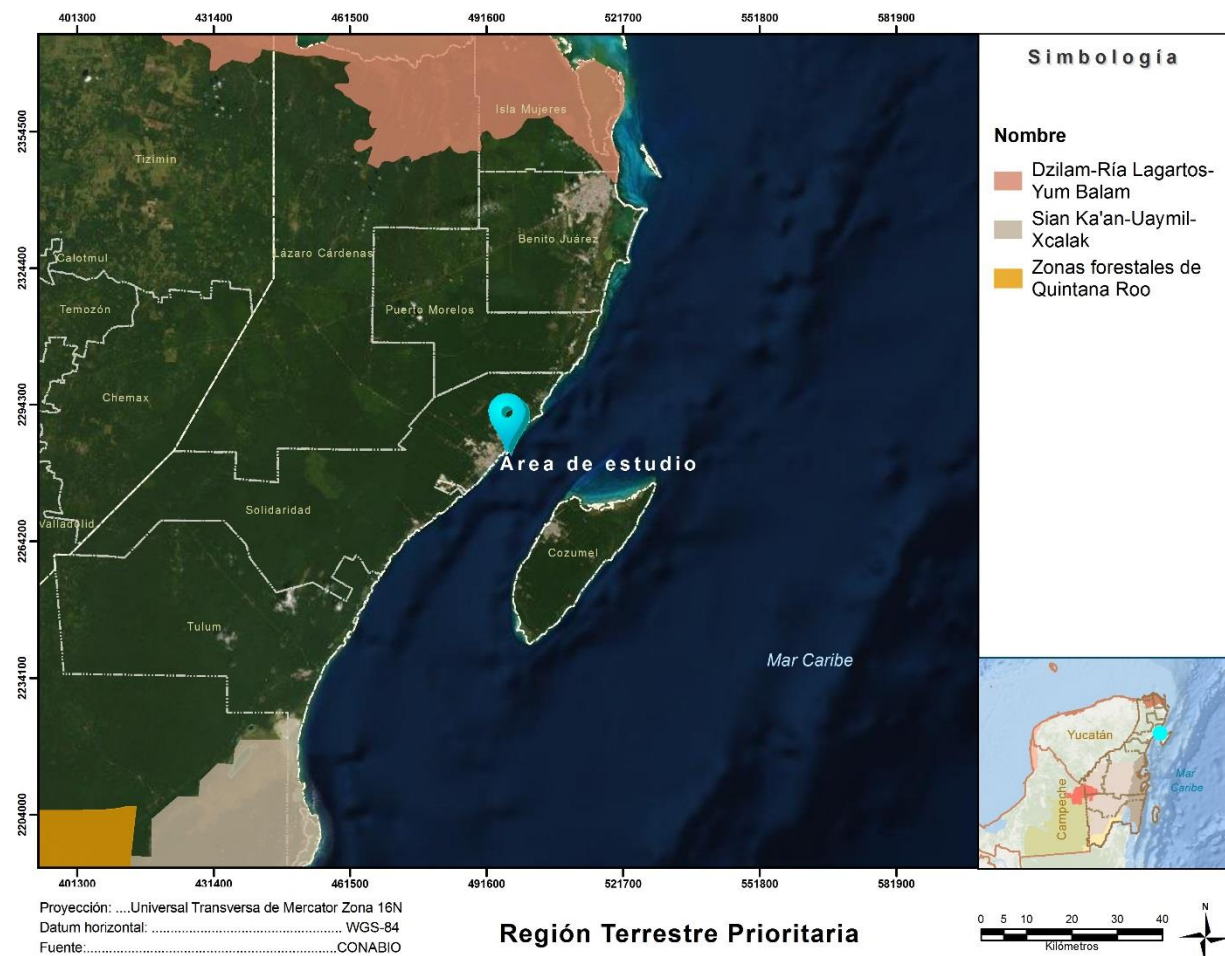 401300 431400 461500 491600 521700 551800 581900
2354500
2324400
2294300
2264200
2234100
2204000
Isla Mujeres
Tizimín
Benito Juárez
Lázaro Cárdenas
Calotmul
Temozón
Puerto Morelos
Chemax
Área de estudio
Solidaridad
Valladolid
Cozumel
Tulum
Mar Caribe
401300 431400 461500 491600 521700 551800 581900
Simbología
Nombre
Dzilam-Ría Lagartos-
Yum Balam
Sian Ka'an-Uaymil-
Xcalak
Zonas forestales de
Quintana Roo
Yucatán
Campeche
Mar
Caribe
Proyección: ....Universal Transversa de Mercator Zona 16N
Datum horizontal: .................................... WGS-84
Fuente:................................................CONABIO
Región Terrestre Prioritaria
0 5 10 20 30 40
Kilómetros
N